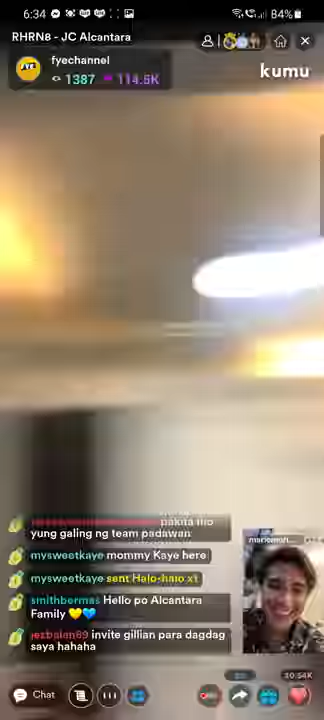 6:34
84%
RHRN8 - JC Alcantara
fyechannel
1387 114.5K
kumu
pakita mo
yung galing ng team padawan
mysweetkaye mommy Kaye here
mysweetkaye sent Halo-halo x1
smithbermas Hello po Alcantara
Family
jezbalan69 invite gillian para dagdag
saya hahaha
Chat